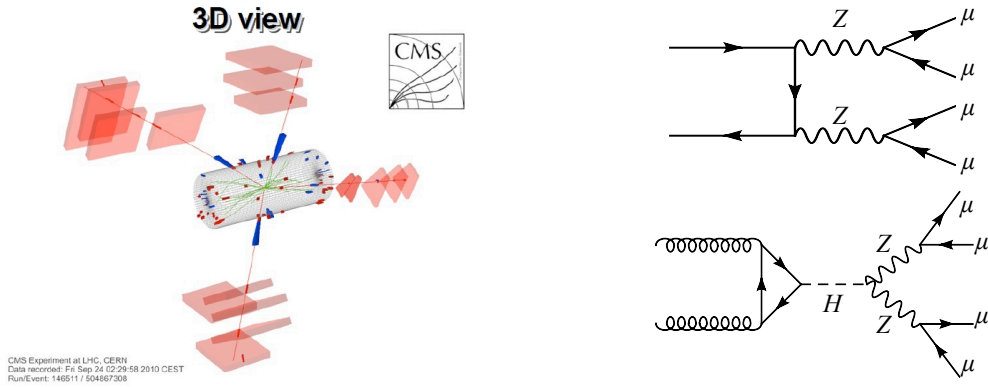 3D view
CMS
CMS Experiment at LHC, CERN
Data recorded: Fri Sep 24 02:29:58 2010 CEST
Run/Event: 146511 / 504867308
Z
μ
μ
Z
μ
μ
μ
Z
μ
H
Z
μ
μ